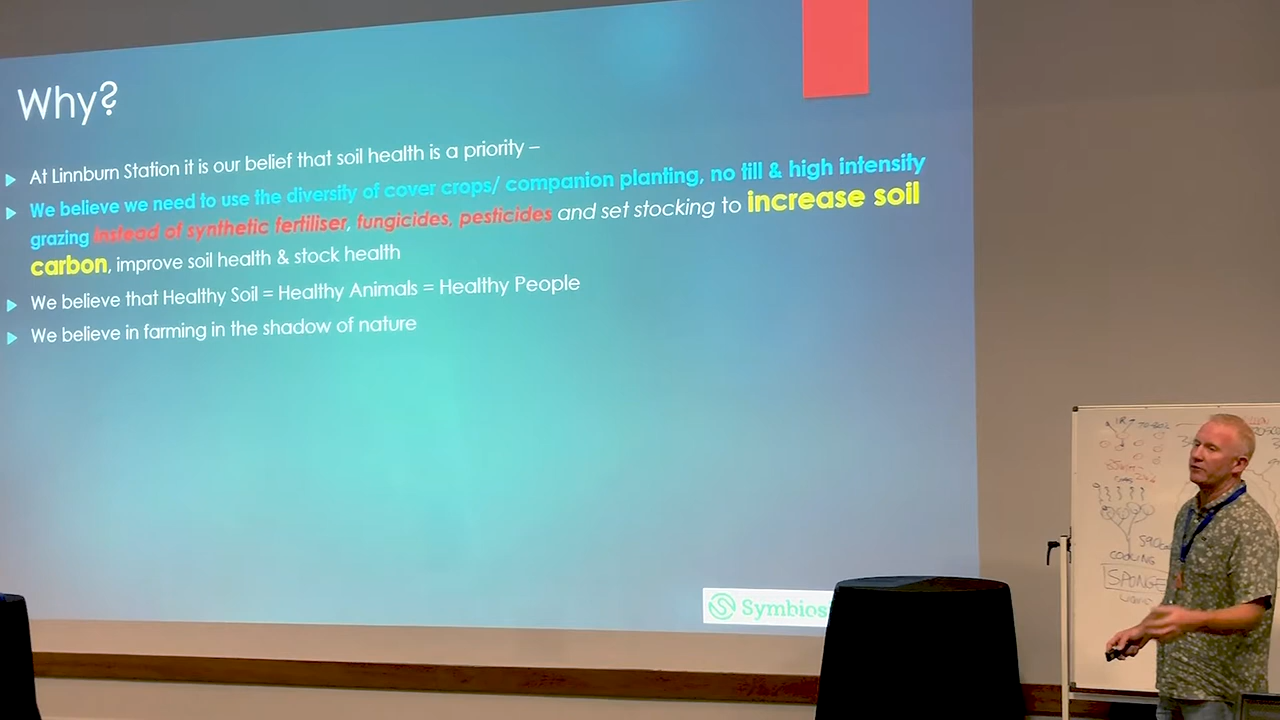 Why?
At Linnburn Station it is our belief that soil health is a priority –
We believe we need to use the diversity of cover crops/ companion planting, no till & high intensity
grazing instead of synthetic fertiliser, fungicides, pesticides and set stocking to increase soil
carbon, improve soil health & stock health
We believe that Healthy Soil = Healthy Animals = Healthy People
We believe in farming in the shadow of nature
Symbios
COOLING
SPONGE